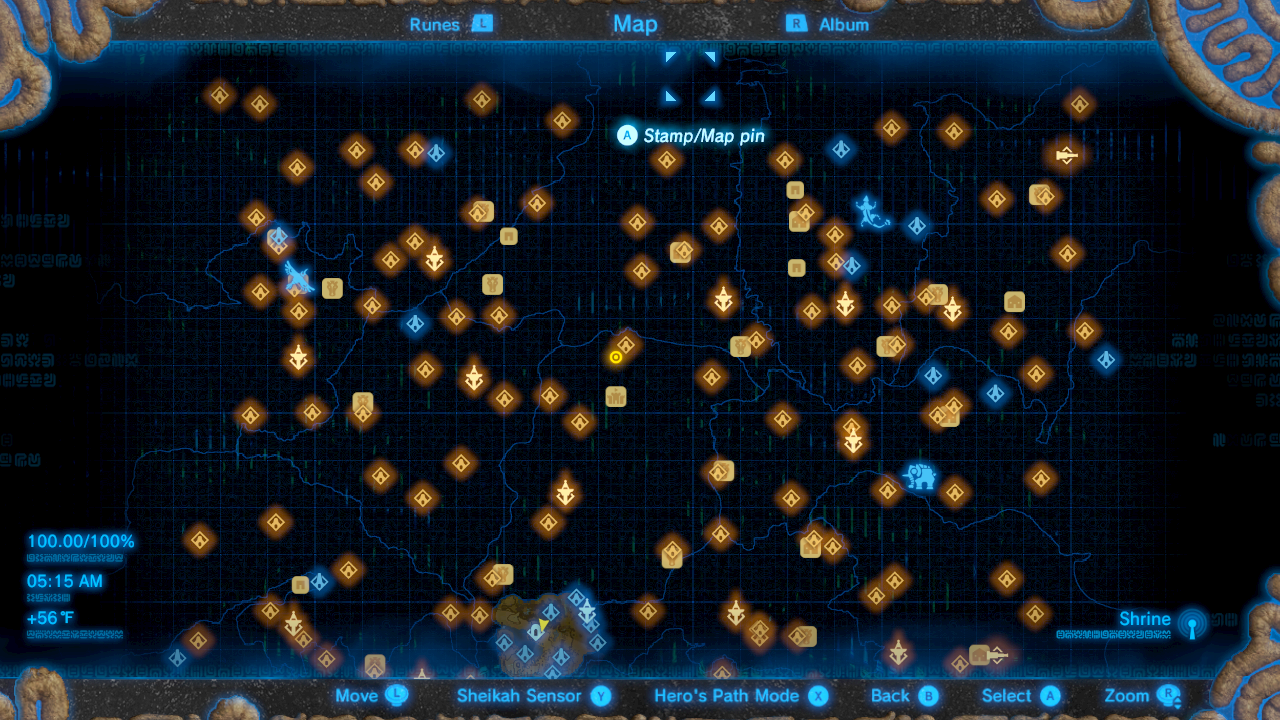 Runes L
Map
R Album
A Stamp/Map pin
100.00/100%
05:15 AM
+56°F
Shrine
Move L
Sheikah Sensor Y
Hero's Path Mode X
Back B
Select A
Zoom R